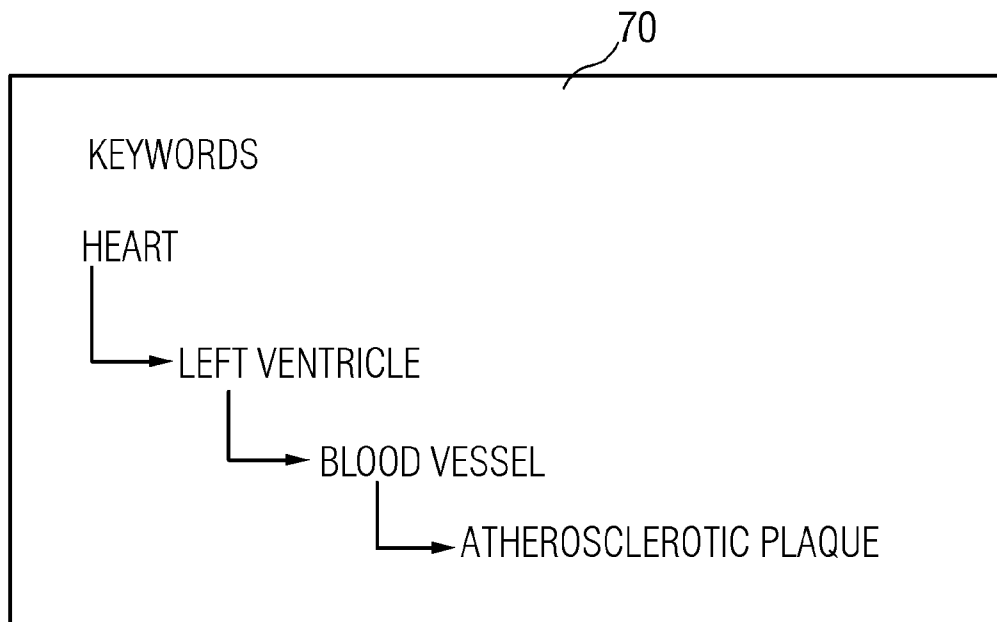 70
KEYWORDS
HEART
LEFT VENTRICLE
BLOOD VESSEL
ATHEROSCLEROTIC PLAQUE